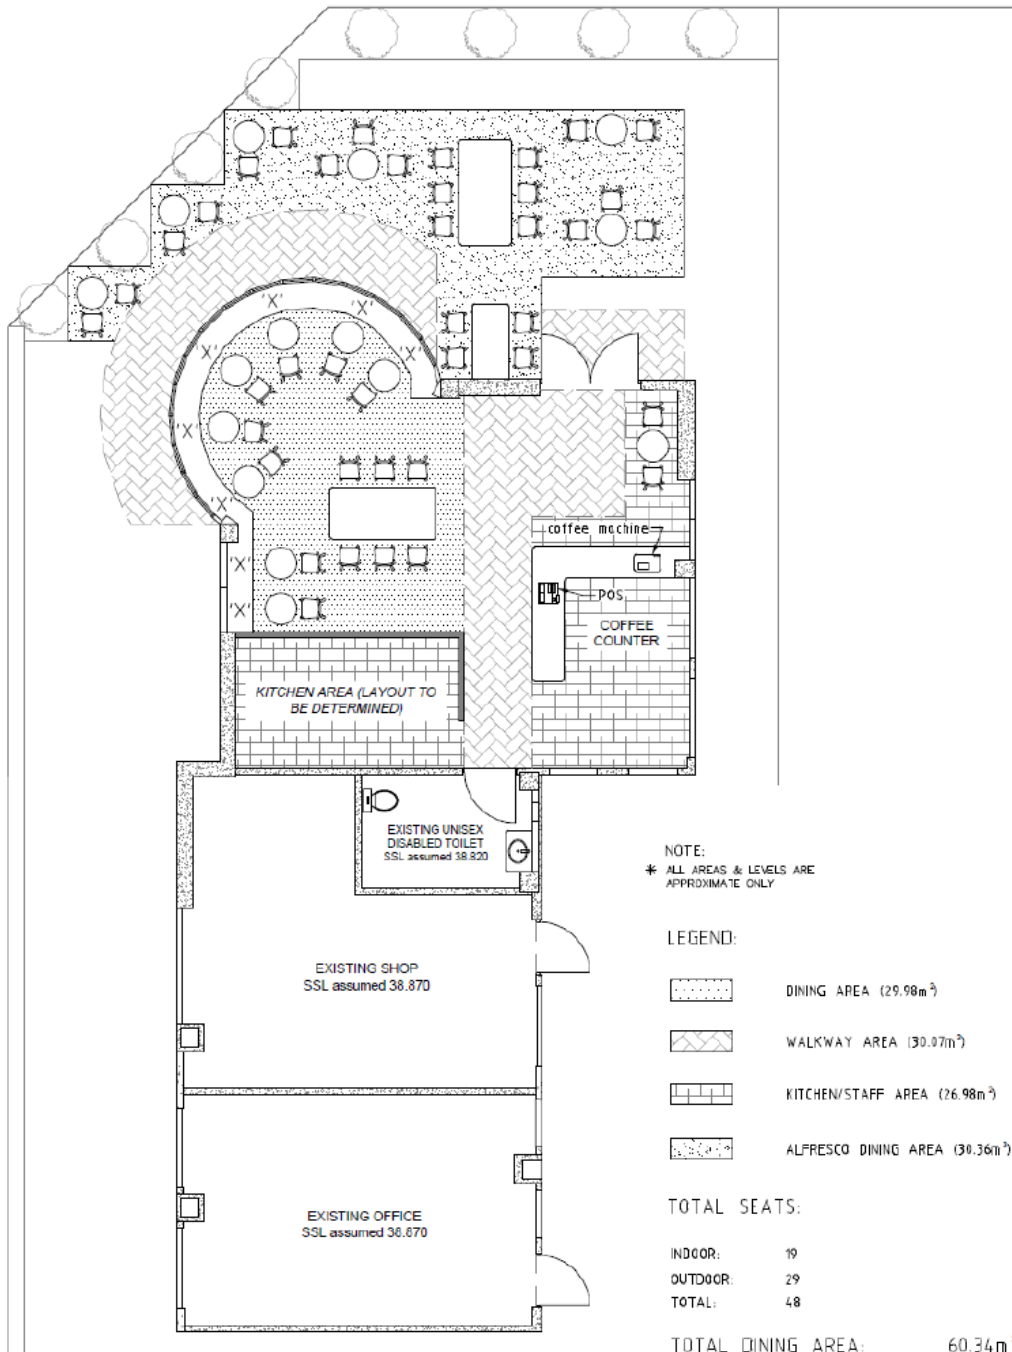 'X'
'X'
'X'
'X'
'X'
'X'
'X'
'X'
coffee machine
POS
COFFEE
COUNTER
KITCHEN AREA (LAYOUT TO
BE DETERMINED)
EXISTING UNISEX
DISABLED TOILET
SSL assumed 38.820
NOTE:
* ALL AREAS & LEVELS ARE
APPROXIMATE ONLY
LEGEND:
EXISTING SHOP
SSL assumed 38.870
DINING AREA (29.98m²)
WALKWAY AREA (30.07m²)
KITCHEN/STAFF AREA (26.98m²)
ALFRESCO DINING AREA (30.36m²)
TOTAL SEATS:
EXISTING OFFICE
SSL assumed 38.870
INDOOR: 19
OUTDOOR: 29
TOTAL: 48
TOTAL DINING AREA: 60.34m²